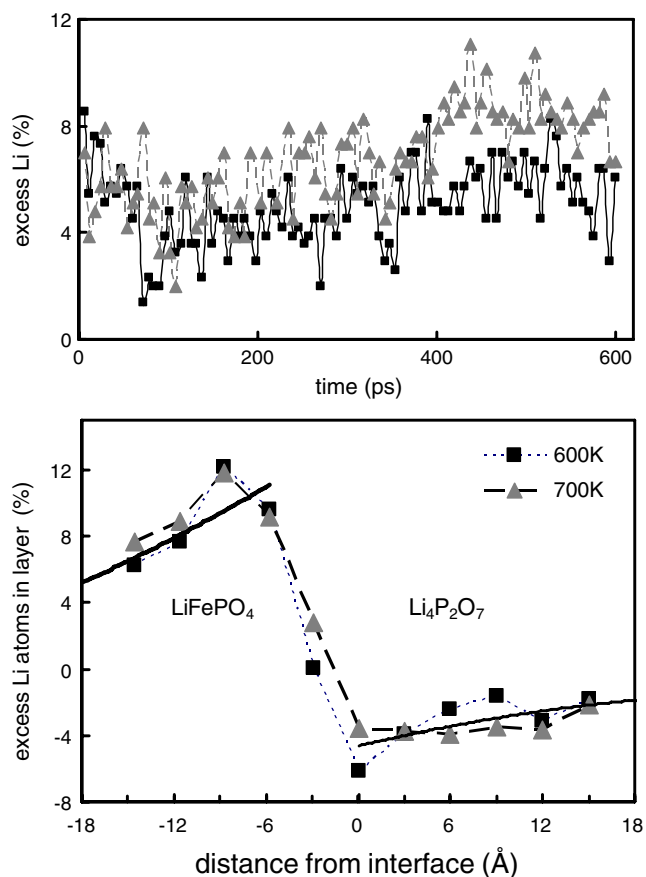 12
8
4
0
excess Li (%)
0 200 400 600
time (ps)
12
8
4
0
-4
-8
excess Li atoms in layer (%)
600K
700K
LiFePO₄ Li₄P₂O₇
-18 -12 -6 0 6 12 18
distance from interface (Å)